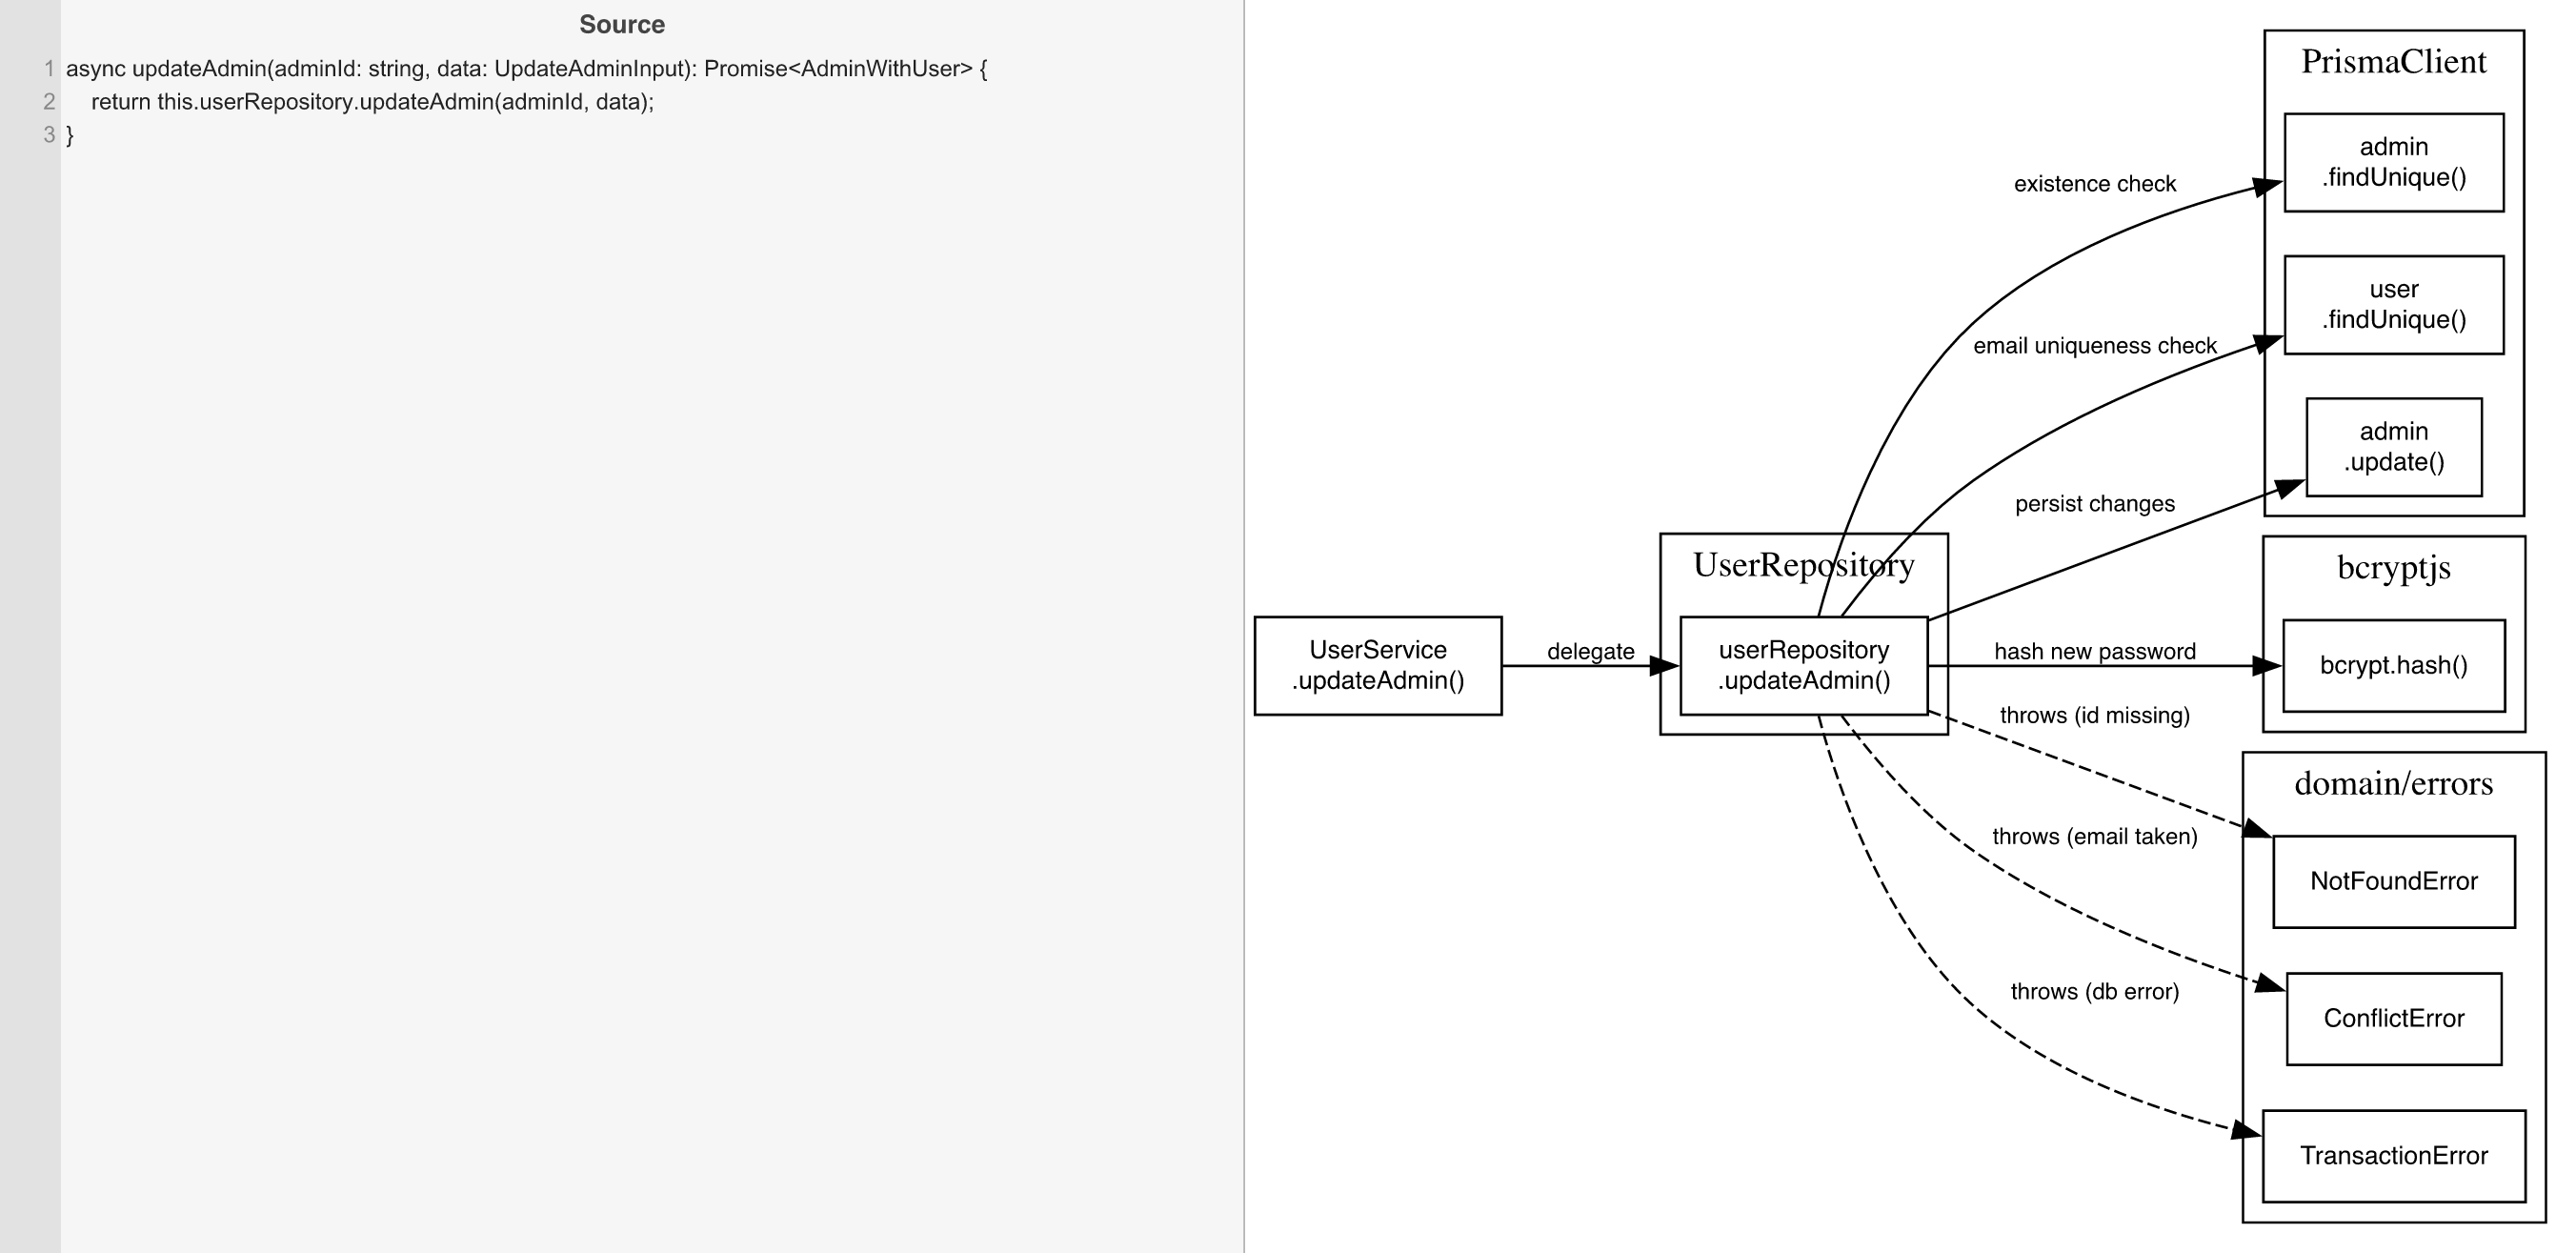 Source
1 async updateAdmin(adminId: string, data: UpdateAdminInput): Promise<AdminWithUser> {
2 return this.userRepository.updateAdmin(adminId, data);
3 }
PrismaClient
admin
.findUnique()
existence check
user
.findUnique()
email uniqueness check
admin
.update()
persist changes
UserRepository
bcryptjs
UserService
.updateAdmin()
delegate
userRepository
.updateAdmin()
hash new password
bcrypt.hash()
throws (id missing)
domain/errors
throws (email taken)
NotFoundError
throws (db error)
ConflictError
TransactionError